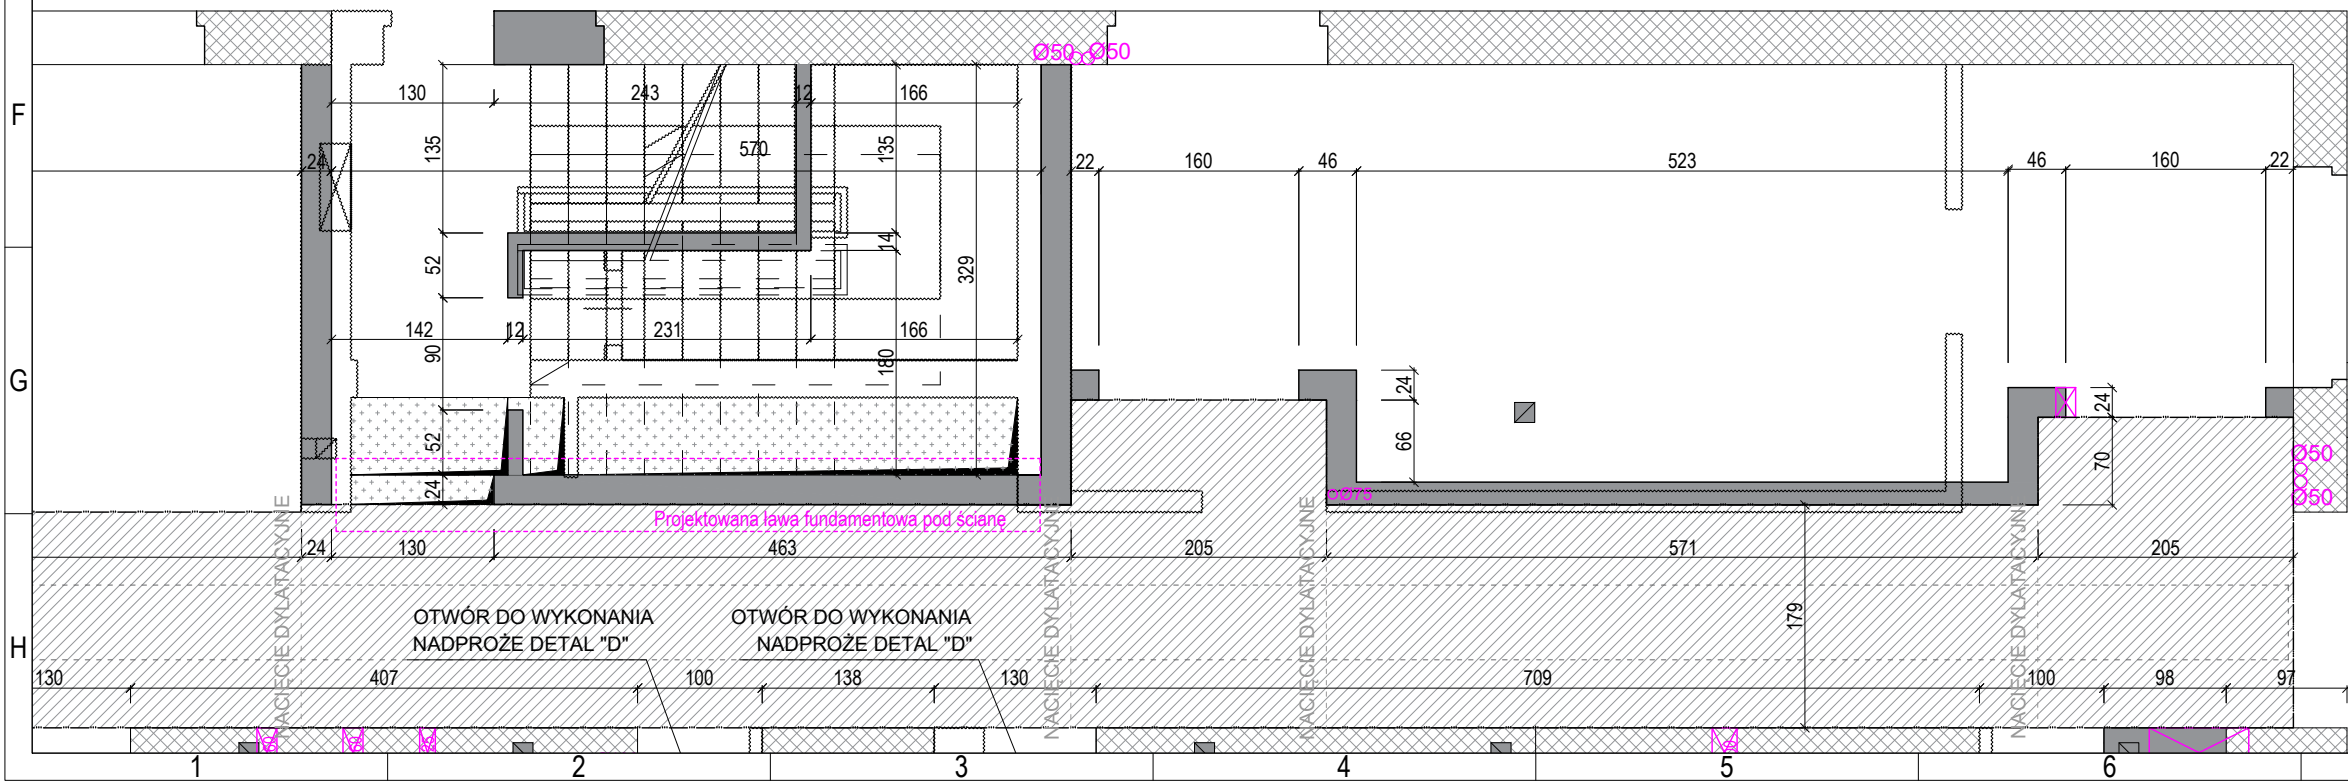 Ø50 Ø50
F
130 243 12 166
135 570 135
24 22 160 46 523 46 160 22
14
52 329
142 12 231 166
90 180
G
24 24
52 66 70
Ø50
24 Ø75 Ø50
Projektowana ława fundamentowa pod ścianę
NACIĘCIE DYLATACYJNE
NACIĘCIE DYLATACYJNE
NACIĘCIE DYLATACYJNE
NACIĘCIE DYLATACYJNE
24 130 463 205 571 205
179
OTWÓR DO WYKONANIA
NADPROŻE DETAL "D"
OTWÓR DO WYKONANIA
NADPROŻE DETAL "D"
H
130 407 100 138 130 709 100 98 97
1 2 3 4 5 6